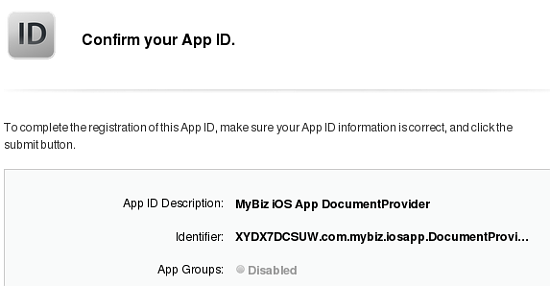 ID
Confirm your App ID.
To complete the registration of this App ID, make sure your App ID information is correct, and click the
submit button.
App ID Description: MyBiz iOS App DocumentProvider
Identifier: XYDX7DCSUW.com.mybiz.iosapp.DocumentProvi...
App Groups: Disabled